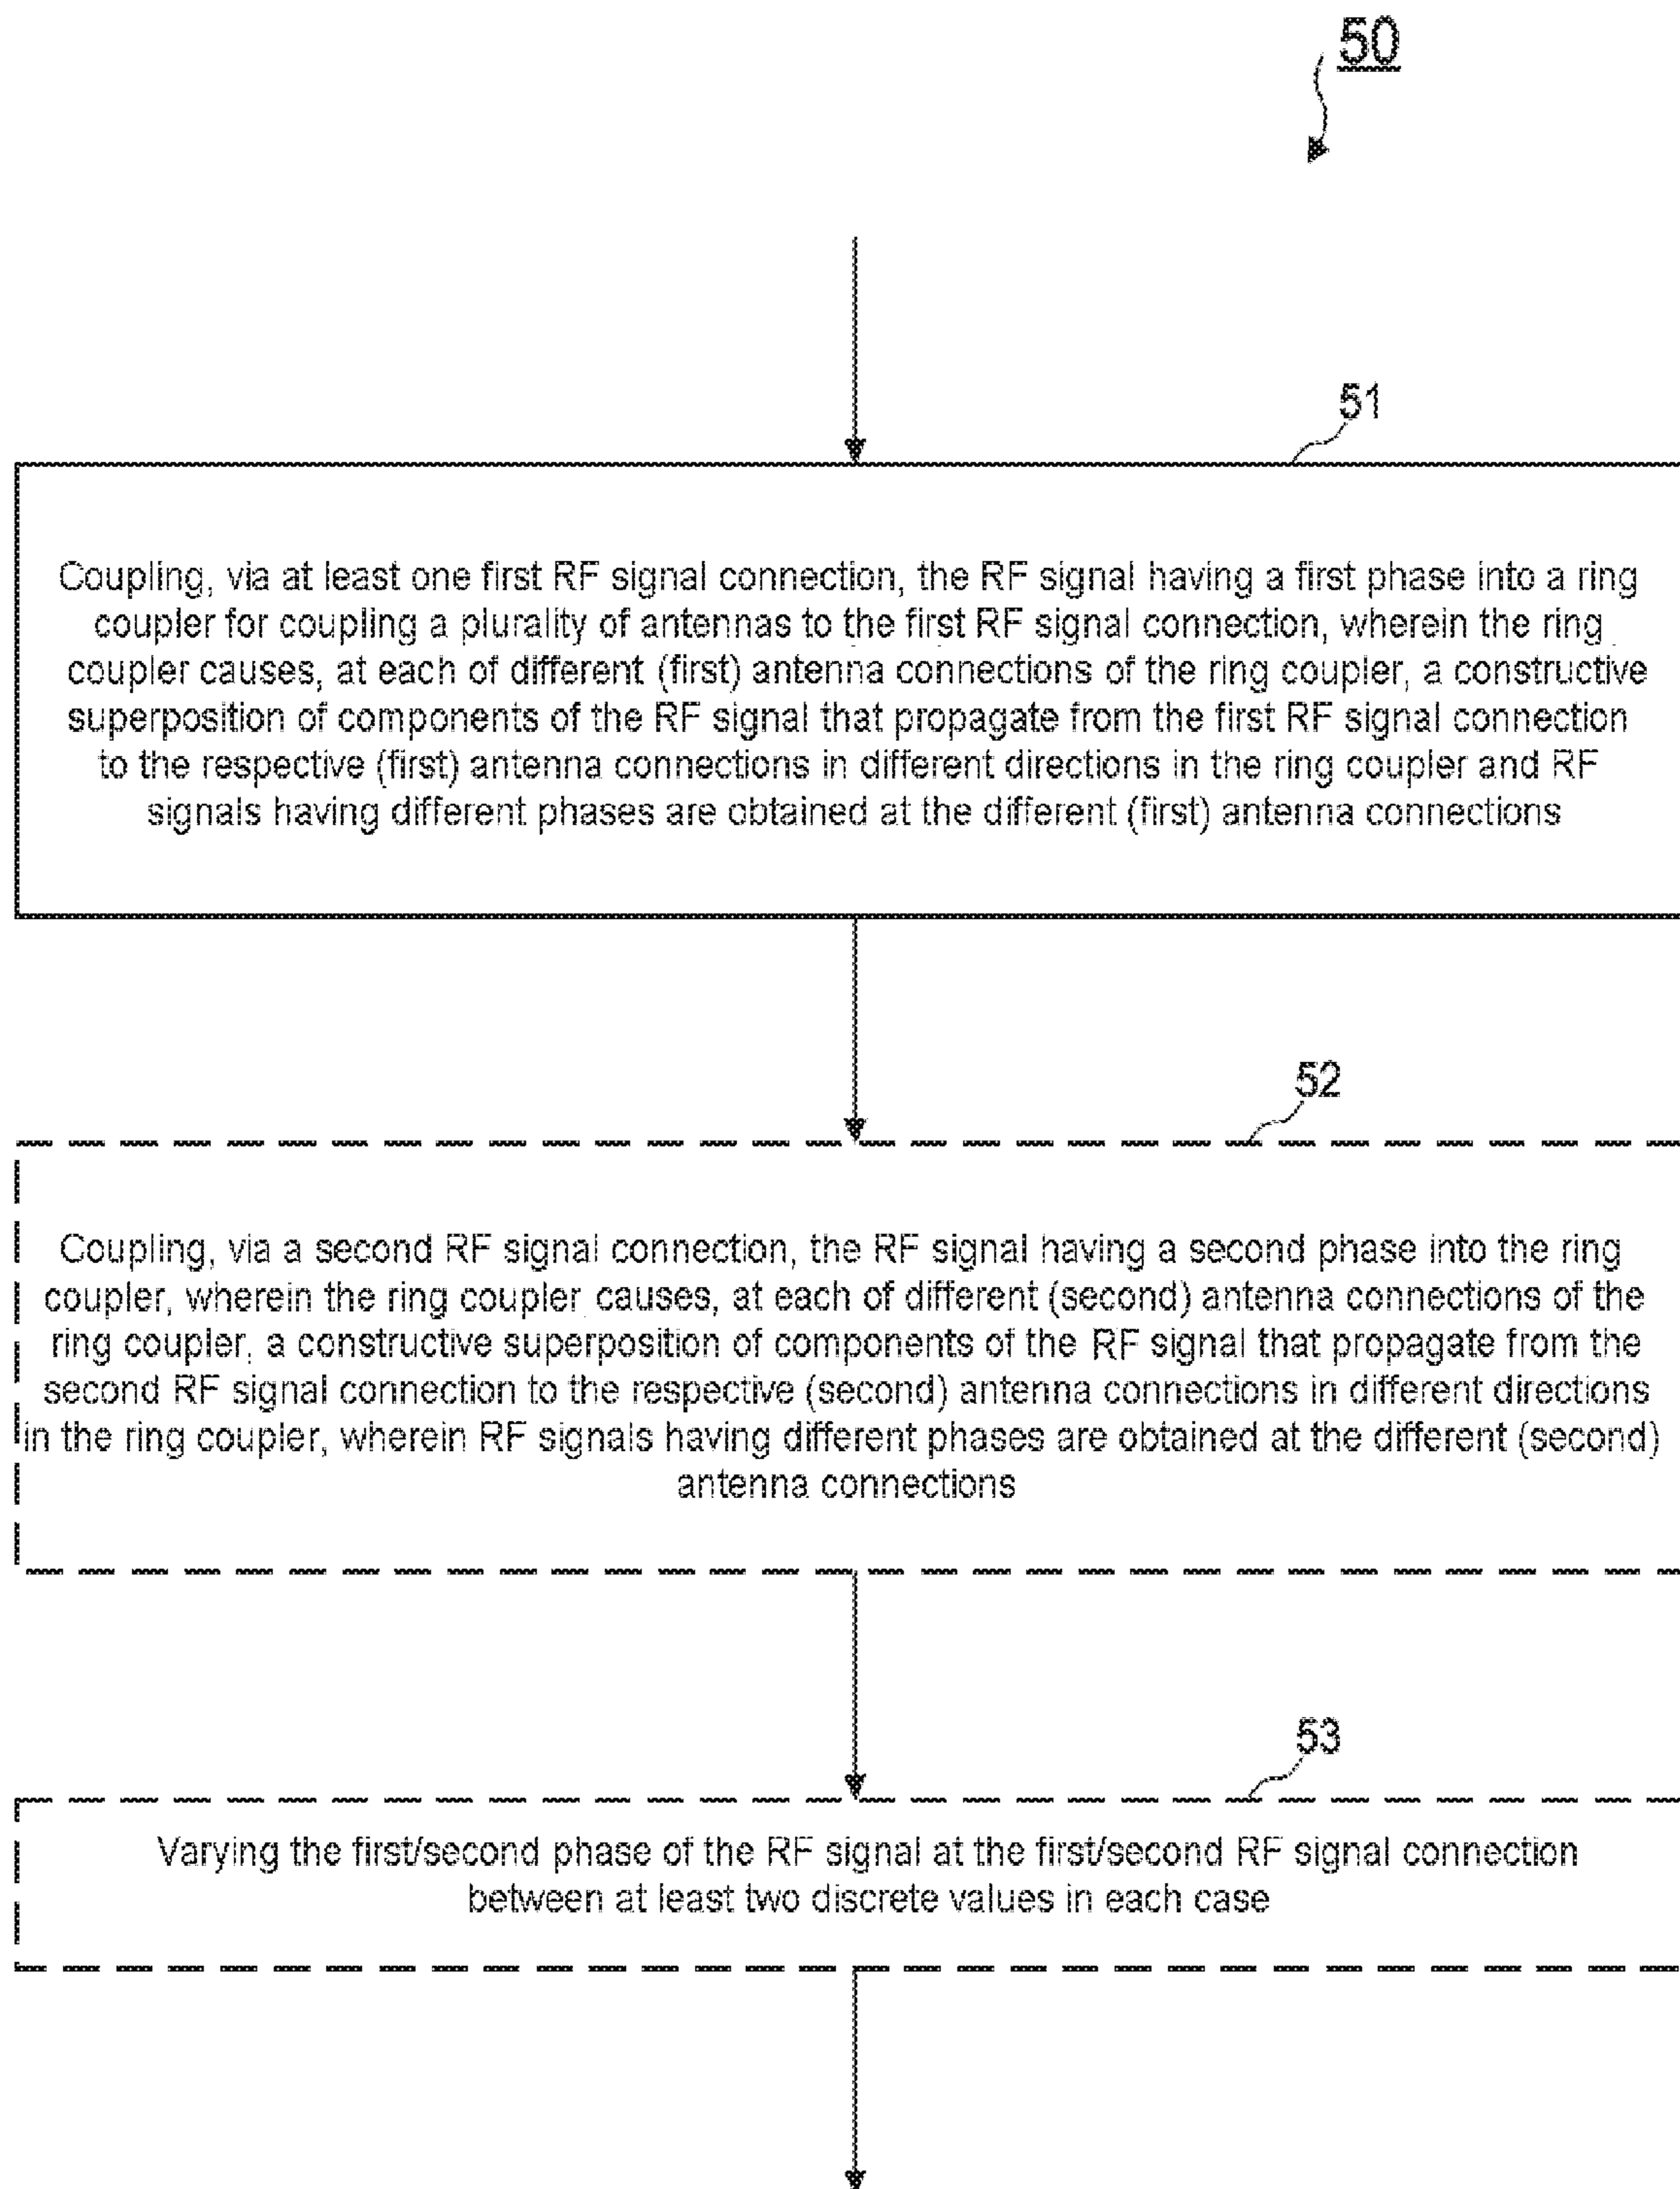 50
51
Coupling, via at least one first RF signal connection, the RF signal having a first phase into a ring
coupler for coupling a plurality of antennas to the first RF signal connection, wherein the ring
coupler causes, at each of different (first) antenna connections of the ring coupler, a constructive
superposition of components of the RF signal that propagate from the first RF signal connection
to the respective (first) antenna connections in different directions in the ring coupler and RF
signals having different phases are obtained at the different (first) antenna connections
52
Coupling, via a second RF signal connection, the RF signal having a second phase into the ring
coupler, wherein the ring coupler causes, at each of different (second) antenna connections of the
ring coupler, a constructive superposition of components of the RF signal that propagate from the
second RF signal connection to the respective (second) antenna connections in different directions
in the ring coupler, wherein RF signals having different phases are obtained at the different (second)
antenna connections
53
Varying the first/second phase of the RF signal at the first/second RF signal connection
between at least two discrete values in each case